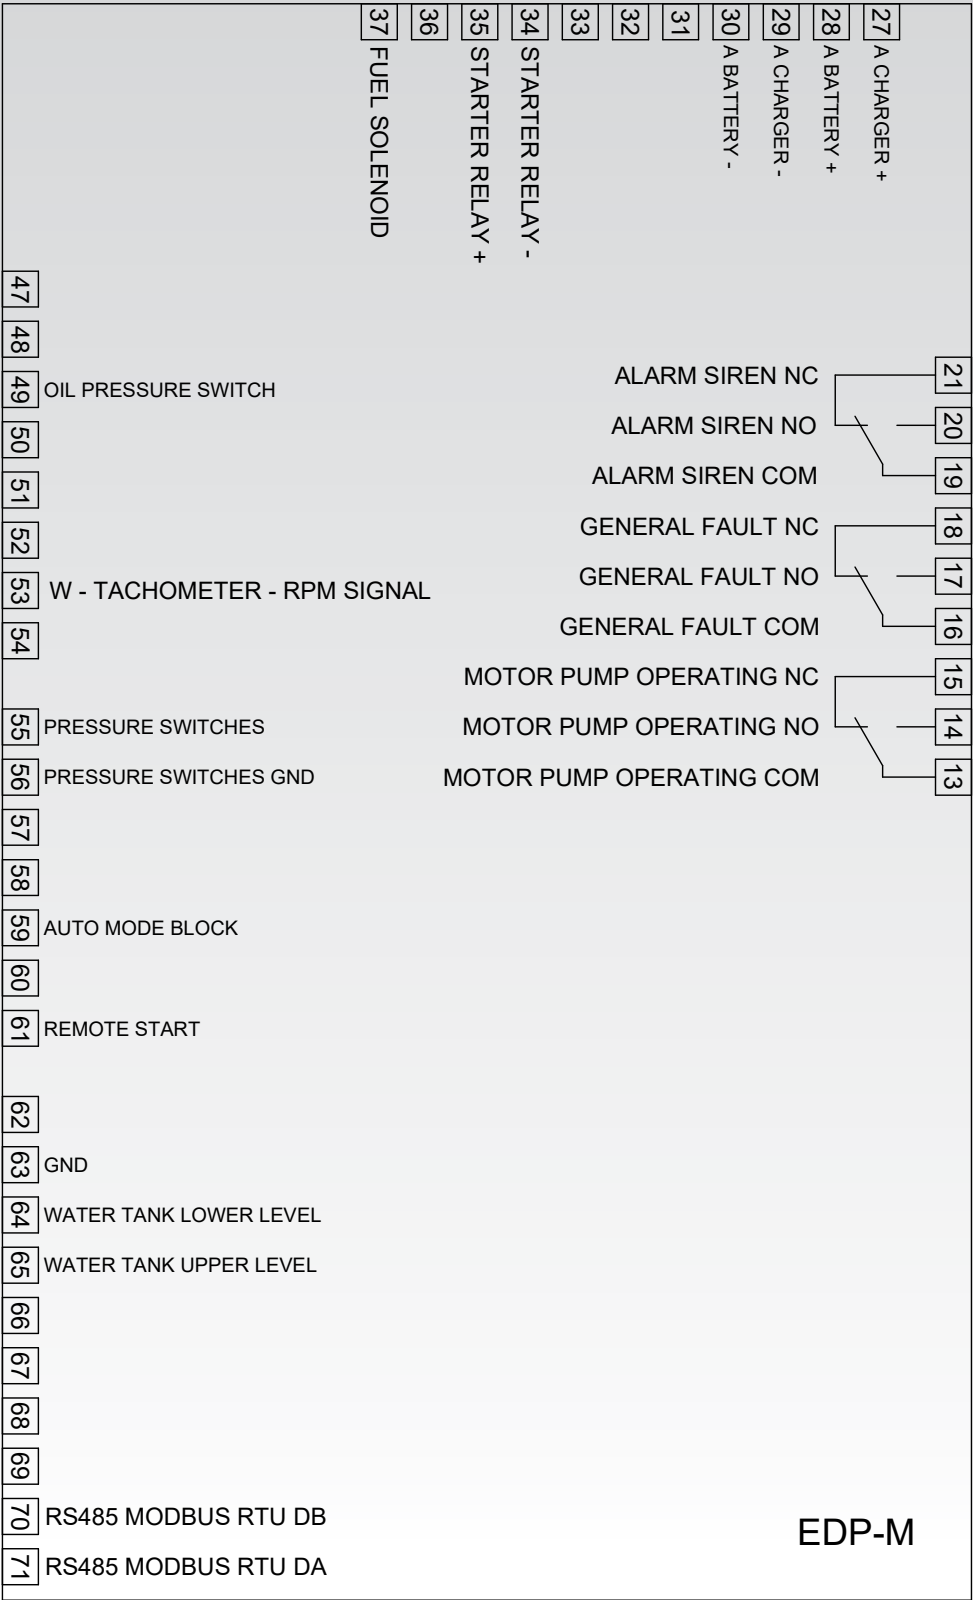 37 FUEL SOLENOID
36
35 STARTER RELAY +
34 STARTER RELAY -
33
32
31
30 A BATTERY -
29 A CHARGER -
28 A BATTERY +
27 A CHARGER +
47
48
49 OIL PRESSURE SWITCH
50
51
52
53 W - TACHOMETER - RPM SIGNAL
54
55 PRESSURE SWITCHES
56 PRESSURE SWITCHES GND
57
58
59 AUTO MODE BLOCK
60
61 REMOTE START
62
63 GND
64 WATER TANK LOWER LEVEL
65 WATER TANK UPPER LEVEL
66
67
68
69
70 RS485 MODBUS RTU DB
71 RS485 MODBUS RTU DA
ALARM SIREN NC 21
ALARM SIREN NO 20
ALARM SIREN COM 19
GENERAL FAULT NC 18
GENERAL FAULT NO 17
GENERAL FAULT COM 16
MOTOR PUMP OPERATING NC 15
MOTOR PUMP OPERATING NO 14
MOTOR PUMP OPERATING COM 13
EDP-M